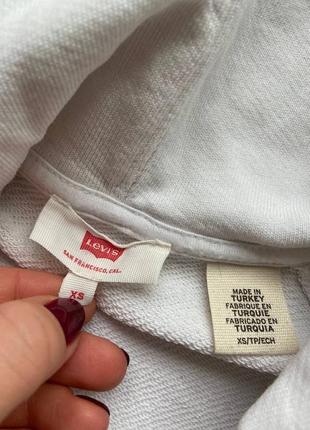 LEVI'S
SAN FRANCISCO, CAL.
XS
MADE IN
TURKEY
FABRIQUE EN
TURQUIE
FABRICADO EN
TURQUIA
XS/TP/ECH